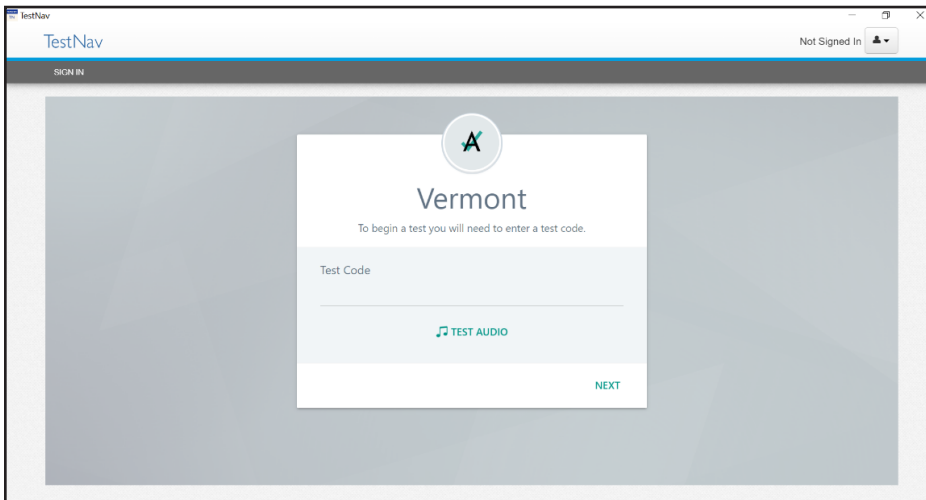 TestNav
TestNav
Not Signed In
SIGN IN
Vermont
To begin a test you will need to enter a test code.
Test Code
TEST AUDIO
NEXT